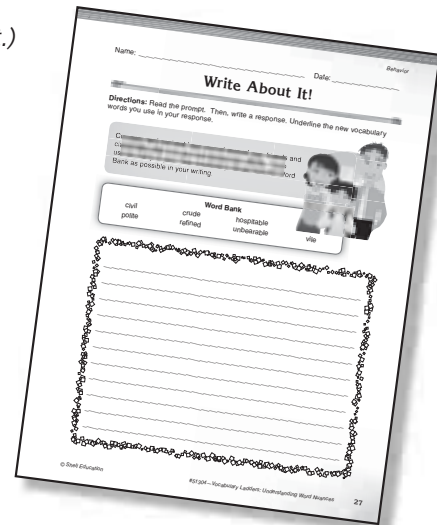 t.)
Behavior
Name: Date:
Write About It!
Directions: Read the prompt. Then, write a response. Underline the new vocabulary
words you use in your response.
and
Bank as possible in your writing.
Word Bank
civil crude hospitable vile
polite refined unbearable
© Shell Education
#51304—Vocabulary Ladders: Understanding Word Nuances
27